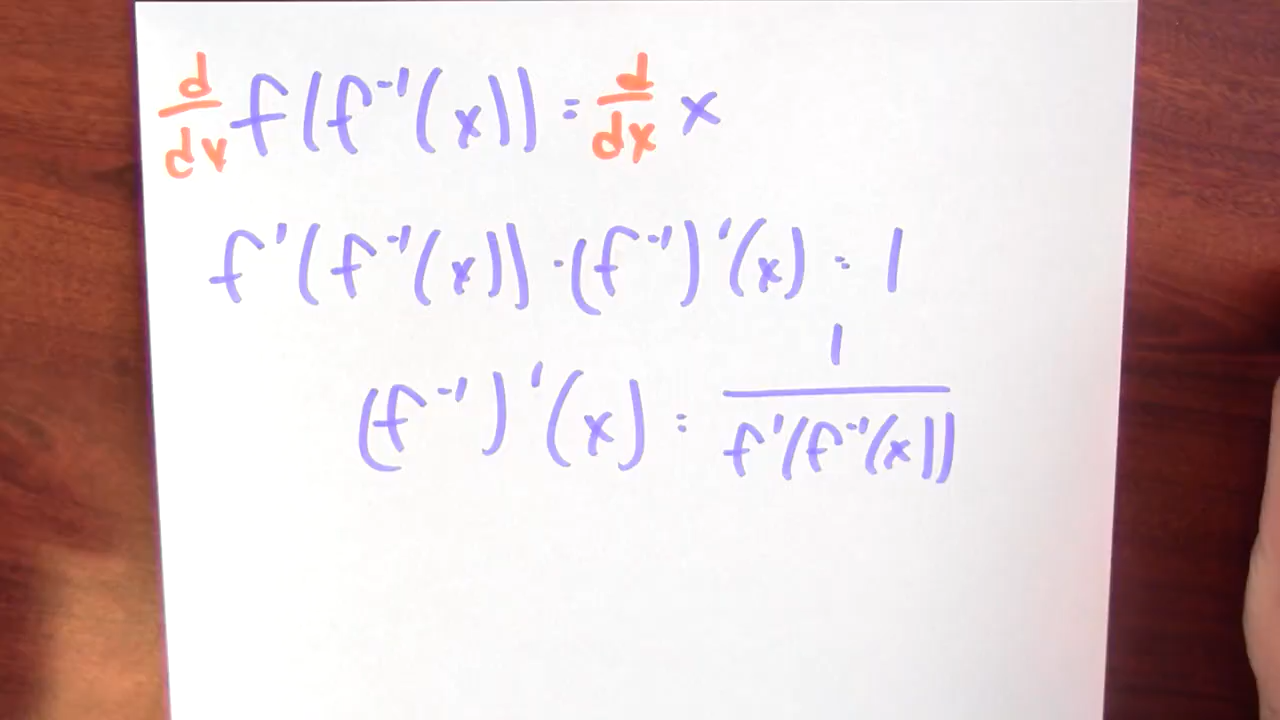 d/dx f(f⁻¹(x)) = d/dx x
f'(f⁻¹(x)) · (f⁻¹)'(x) = 1
(f⁻¹)'(x) = 1/f'(f⁻¹(x))